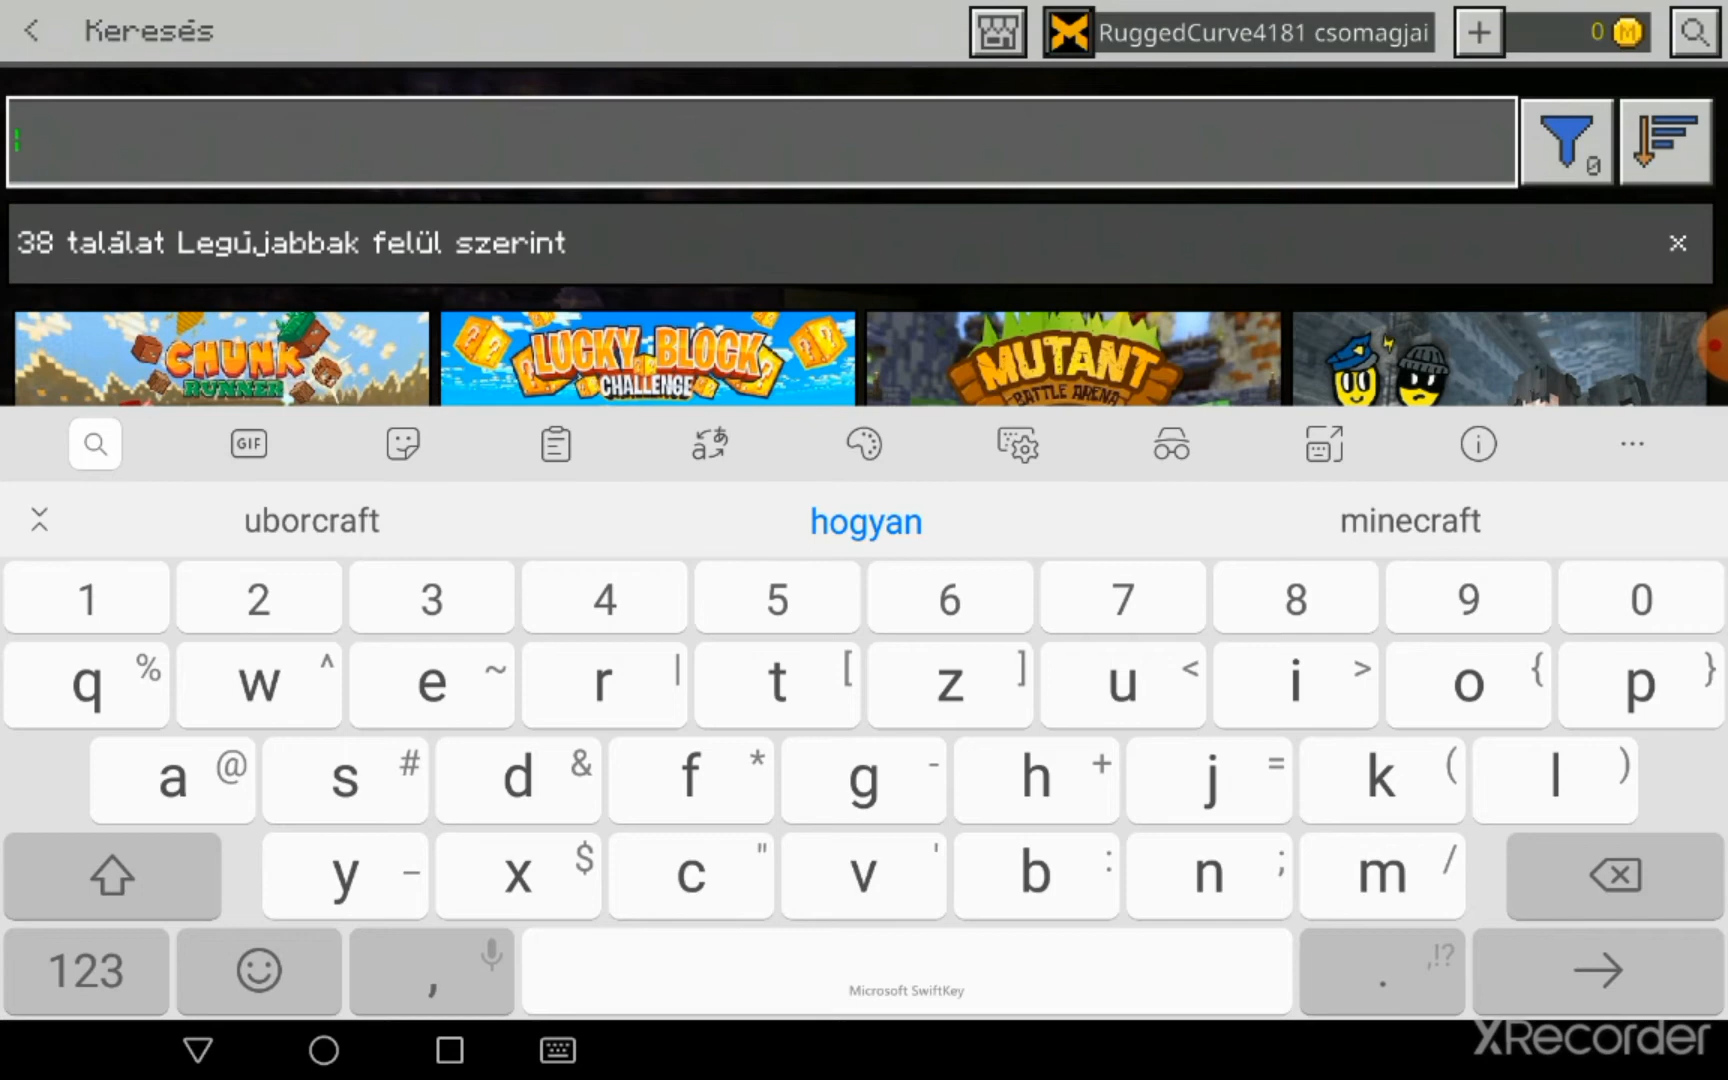 Keresés
RuggedCurve4181 csomagjai
0
0
38 találat Legújabbak felül szerint
CHUNK
RUNNER
LUCKY BLOCK
CHALLENGE
MUTANT
BATTLE ARENA
GIF
uborcraft hogyan minecraft
1 2 3 4 5 6 7 8 9 0
q % w ^ e ~ r | t [ z ] u < i > o { p }
a @ s # d & f * g - h + j = k ( l )
y _ x $ c " v ' b : n ; m /
123 , . ,!?
Microsoft SwiftKey
XRecorder